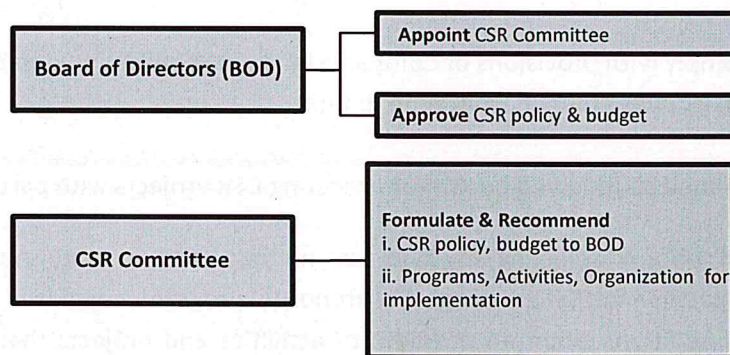 Board of Directors (BOD)
Appoint CSR Committee
Approve CSR policy & budget
CSR Committee
Formulate & Recommend
i. CSR policy, budget to BOD
ii. Programs, Activities, Organization for
implementation